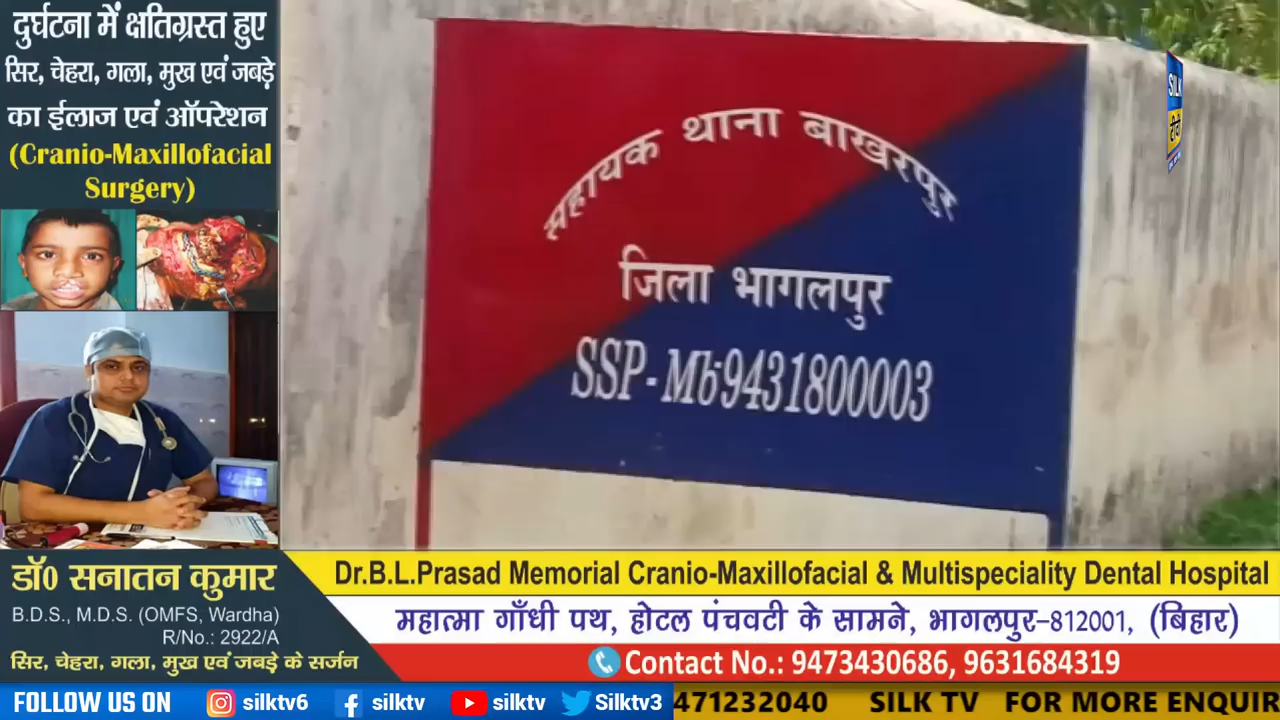 दुर्घटना में क्षतिग्रस्त हुए
सिर, चेहरा, गला, मुख एवं जबड़े
का ईलाज एवं ऑपरेशन
(Cranio-Maxillofacial
Surgery)
सहायक थाना बाखरपुर
जिला भागलपुर
SSP-Mb9431800003
SILK
टीवी
डॉ0 सनातन कुमार
B.D.S., M.D.S. (OMFS, Wardha)
R/No.: 2922/A
सिर, चेहरा, गला, मुख एवं जबड़े के सर्जन
Dr.B.L.Prasad Memorial Cranio-Maxillofacial & Multispeciality Dental Hospital
महात्मा गाँधी पथ, होटल पंचवटी के सामने, भागलपुर-812001, (बिहार)
Contact No.: 9473430686, 9631684319
FOLLOW US ON silktv6 silktv silktv Silktv3 471232040 SILK TV FOR MORE ENQUIR